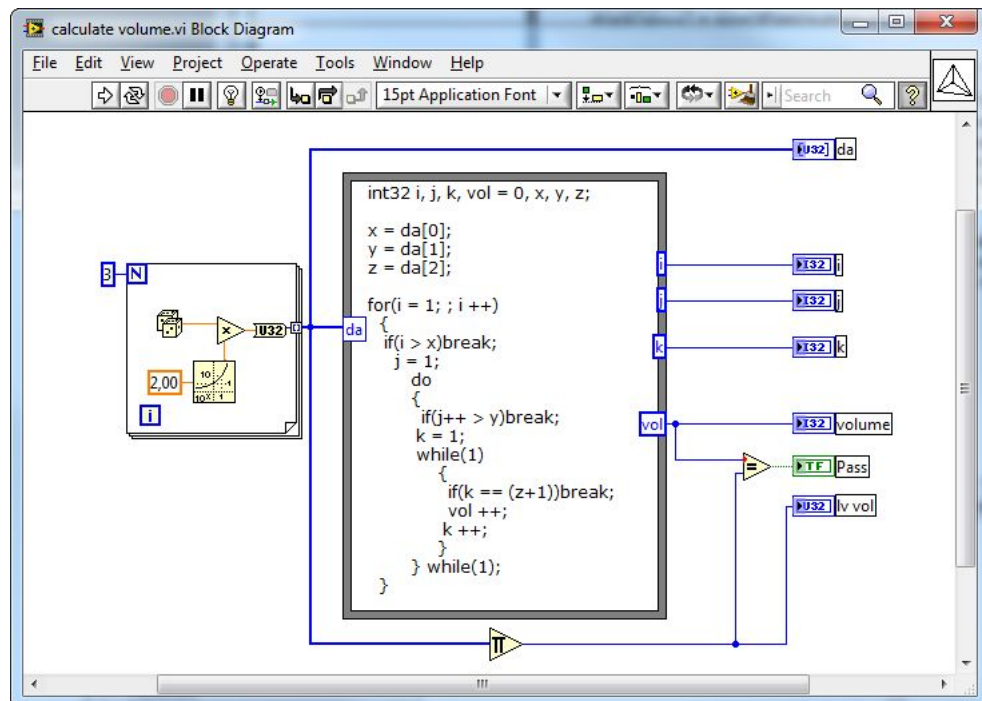 calculate volume.vi Block Diagram
File Edit View Project Operate Tools Window Help
15pt Application Font Search ?
[U32] da
int32 i, j, k, vol = 0, x, y, z;
x = da[0];
y = da[1];
z = da[2];
for(i = 1; ; i ++)
{
if(i > x)break;
j = 1;
do
{
if(j++ > y)break;
k = 1;
while(1)
{
if(k == (z+1))break;
vol ++;
k ++;
}
} while(1);
}
3 N
× U32
2,00 10 1 10^x 1
i
da
i I32 i
j I32 j
k I32 k
vol I32 volume
= TF Pass
U32 lv vol
Π